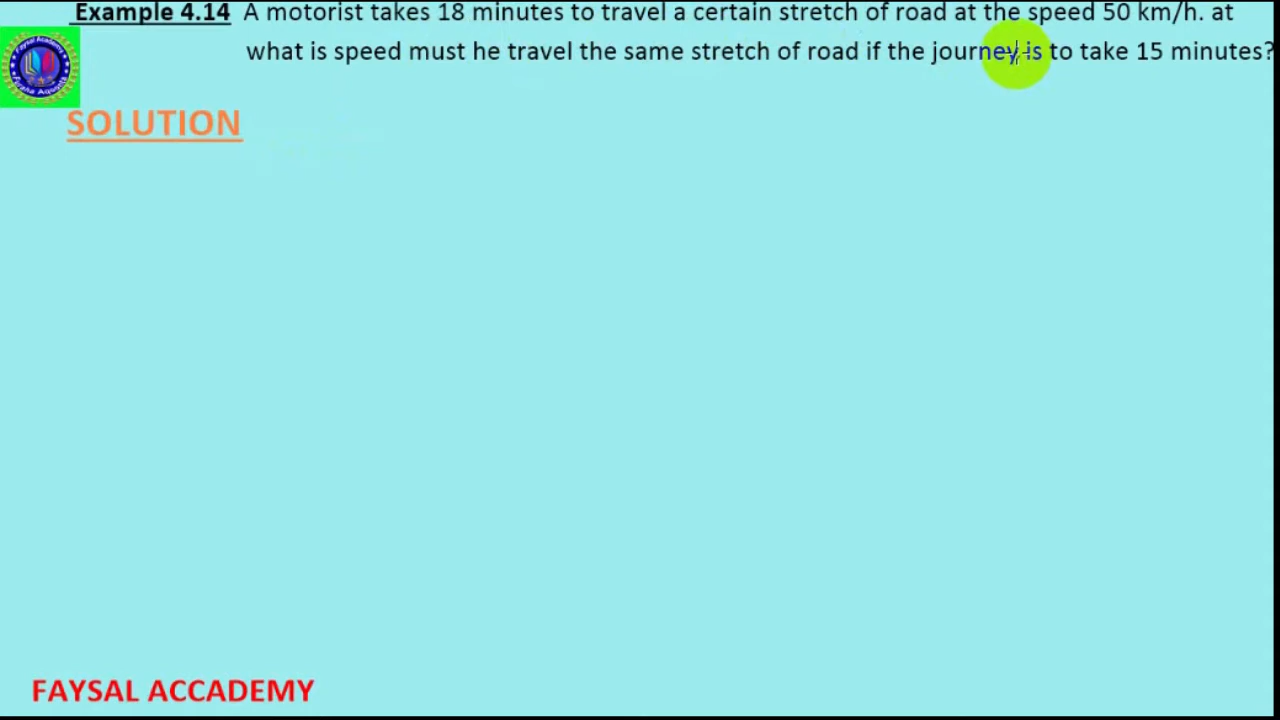 Example 4.14 A motorist takes 18 minutes to travel a certain stretch of road at the speed 50 km/h. at
what is speed must he travel the same stretch of road if the journey is to take 15 minutes?
Faysal Academy
SOLUTION
FAYSAL ACCADEMY